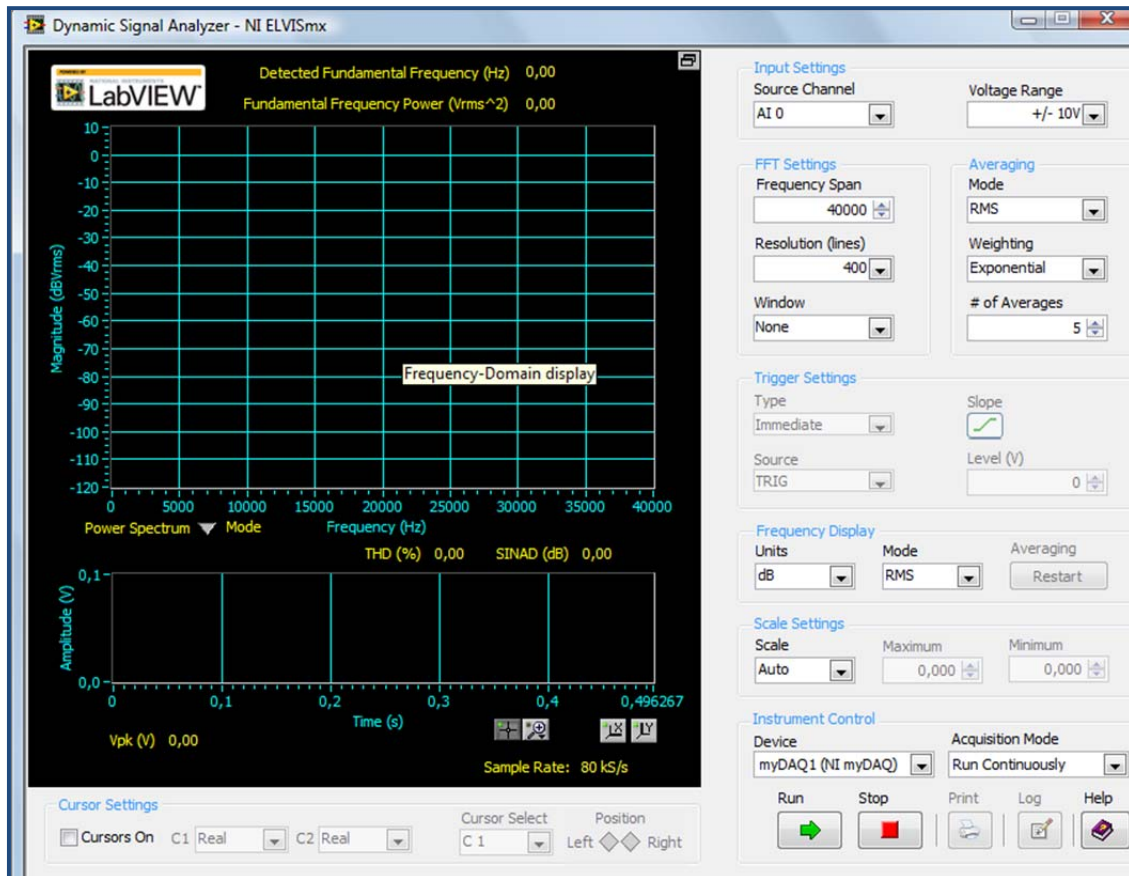 Dynamic Signal Analyzer - NI ELVISmx
POWERED BY
NATIONAL INSTRUMENTS
LabVIEW™
Detected Fundamental Frequency (Hz) 0,00
Fundamental Frequency Power (Vrms^2) 0,00
Magnitude (dBVrms)
10
0
-10
-20
-30
-40
-50
-60
-70
-80
-90
-100
-110
-120
Frequency-Domain display
0 5000 10000 15000 20000 25000 30000 35000 40000
Power Spectrum Mode Frequency (Hz)
THD (%) 0,00 SINAD (dB) 0,00
Amplitude (V)
0,1
0,0
0 0,1 0,2 0,3 0,4 0,496267
Time (s)
Vpk (V) 0,00
Sample Rate: 80 kS/s
Cursor Settings
Cursors On C1 Real C2 Real
Cursor Select
C 1
Position
Left Right
Input Settings
Source Channel Voltage Range
AI 0 +/- 10V
FFT Settings
Frequency Span
40000
Resolution (lines)
400
Window
None
Averaging
Mode
RMS
Weighting
Exponential
# of Averages
5
Trigger Settings
Type Slope
Immediate
Source Level (V)
TRIG 0
Frequency Display
Units Mode Averaging
dB RMS Restart
Scale Settings
Scale Maximum Minimum
Auto 0,000 0,000
Instrument Control
Device Acquisition Mode
myDAQ1 (NI myDAQ) Run Continuously
Run Stop Print Log Help